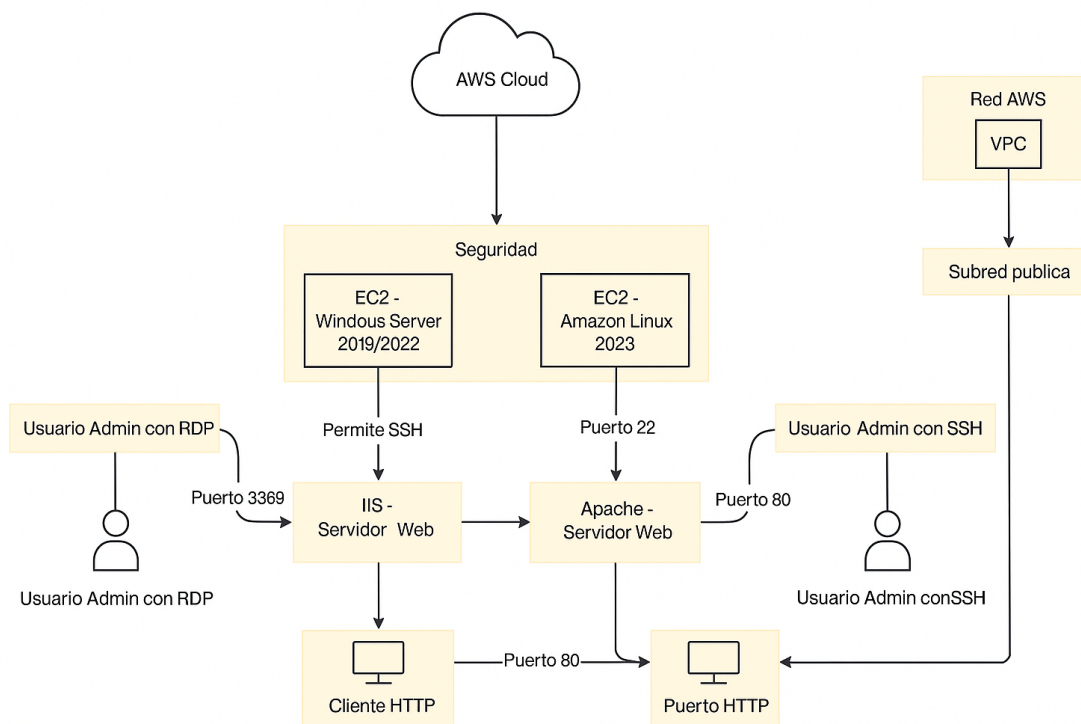 AWS Cloud
Red AWS
VPC
Seguridad
Subred publica
EC2 -
Windous Server
2019/2022
EC2 -
Amazon Linux
2023
Usuario Admin con RDP
Permite SSH
Puerto 22
Usuario Admin con SSH
Puerto 3369
IIS -
Servidor Web
Apache -
Servidor Web
Puerto 80
Usuario Admin con RDP
Usuario Admin conSSH
Puerto 80
Cliente HTTP
Puerto HTTP